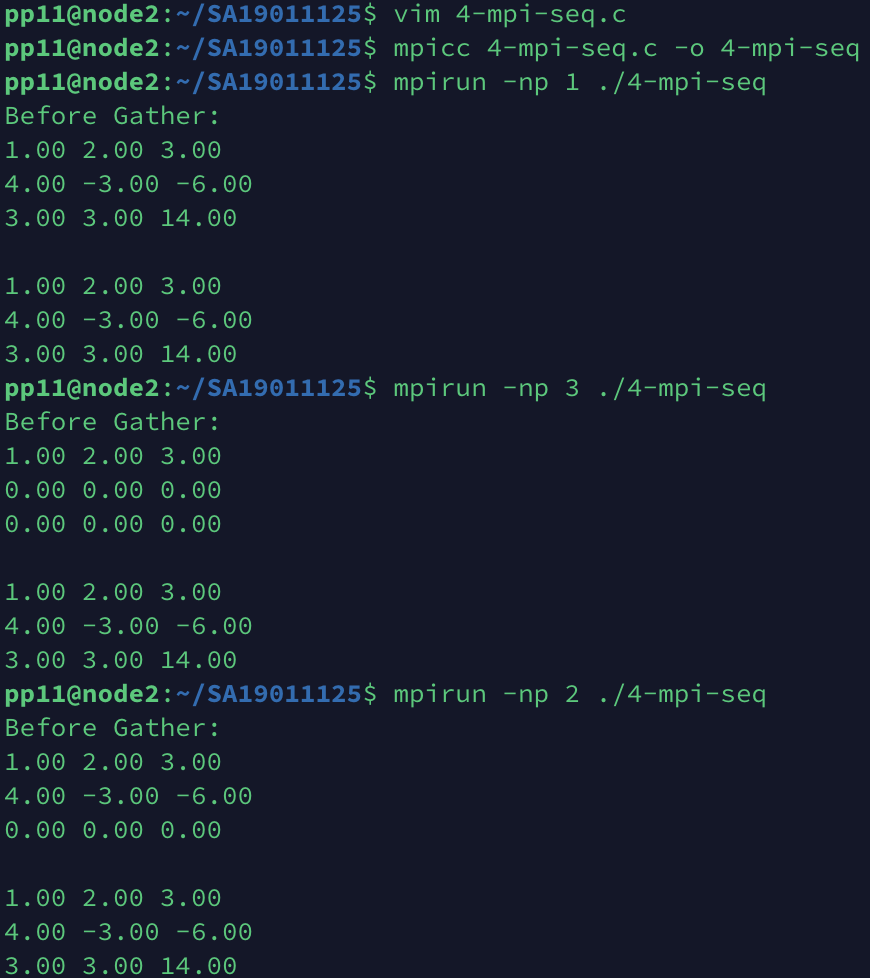 pp11@node2:~/SA19011125$ vim 4-mpi-seq.c
pp11@node2:~/SA19011125$ mpicc 4-mpi-seq.c -o 4-mpi-seq
pp11@node2:~/SA19011125$ mpirun -np 1 ./4-mpi-seq
Before Gather:
1.00 2.00 3.00
4.00 -3.00 -6.00
3.00 3.00 14.00

1.00 2.00 3.00
4.00 -3.00 -6.00
3.00 3.00 14.00
pp11@node2:~/SA19011125$ mpirun -np 3 ./4-mpi-seq
Before Gather:
1.00 2.00 3.00
0.00 0.00 0.00
0.00 0.00 0.00

1.00 2.00 3.00
4.00 -3.00 -6.00
3.00 3.00 14.00
pp11@node2:~/SA19011125$ mpirun -np 2 ./4-mpi-seq
Before Gather:
1.00 2.00 3.00
4.00 -3.00 -6.00
0.00 0.00 0.00

1.00 2.00 3.00
4.00 -3.00 -6.00
3.00 3.00 14.00